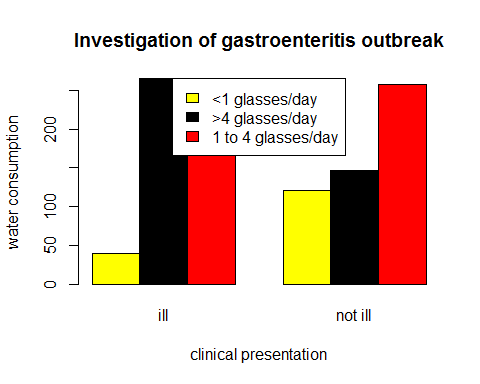 Investigation of gastroenteritis outbreak
<1 glasses/day
>4 glasses/day
1 to 4 glasses/day
water consumption
200
100
50
0
ill
not ill
clinical presentation